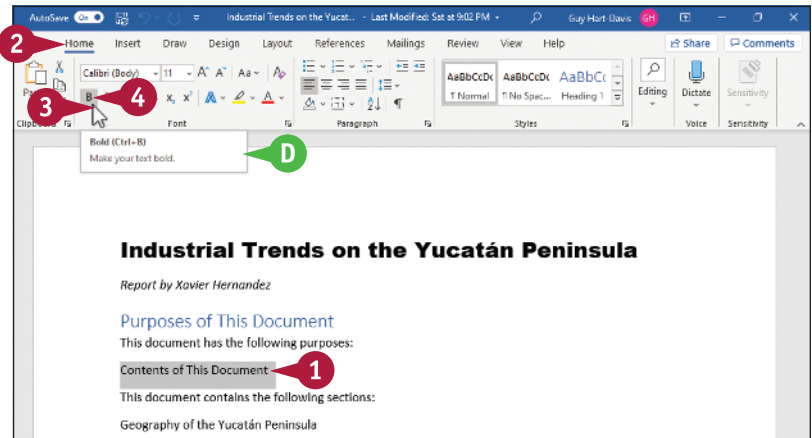 AutoSave On Industrial Trends on the Yucat... - Last Modified: Sat at 9:02 PM Guy Hart-Davis GH
2 Home Insert Draw Design Layout References Mailings Review View Help Share Comments
Calibri (Body) 11 A A Aa A AaBbCcDc AaBbCcDc AaBbCc
B x, x² A A ¶ ¶ Normal ¶ No Spac... Heading 1 Editing Dictate Sensitivity
3 4
Font Paragraph Styles Voice Sensitivity
Bold (Ctrl+B)
Make your text bold.
D
Industrial Trends on the Yucatán Peninsula
Report by Xavier Hernandez
Purposes of This Document
This document has the following purposes:
Contents of This Document 1
This document contains the following sections:
Geography of the Yucatán Peninsula